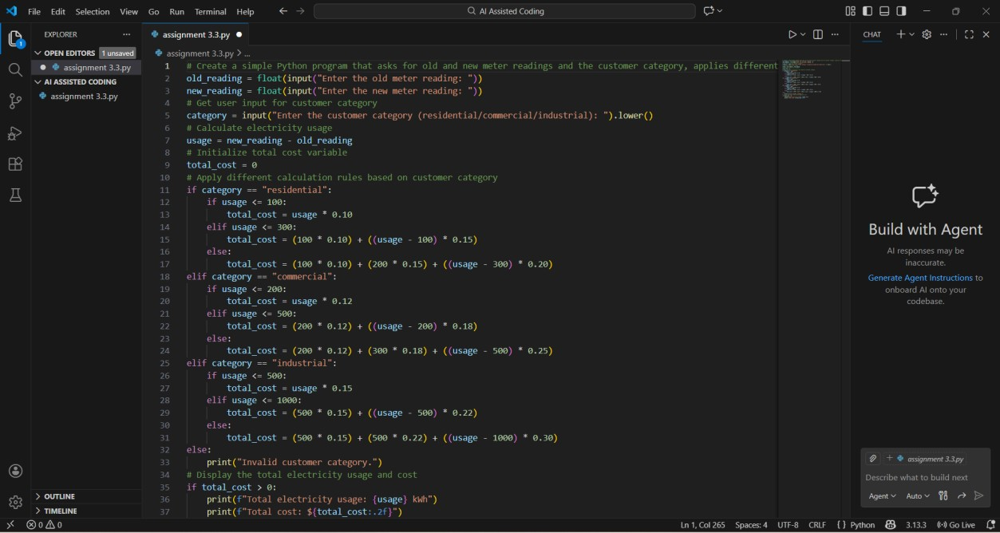 File Edit Selection View Go Run Terminal Help
AI Assisted Coding
EXPLORER
OPEN EDITORS 1 unsaved
assignment 3.3.py
AI ASSISTED CODING
assignment 3.3.py
OUTLINE
TIMELINE
assignment 3.3.py
assignment 3.3.py > ...
1 # Create a simple Python program that asks for old and new meter readings and the customer category, applies different
2 old_reading = float(input("Enter the old meter reading: "))
3 new_reading = float(input("Enter the new meter reading: "))
4 # Get user input for customer category
5 category = input("Enter the customer category (residential/commercial/industrial): ").lower()
6 # Calculate electricity usage
7 usage = new_reading - old_reading
8 # Initialize total cost variable
9 total_cost = 0
10 # Apply different calculation rules based on customer category
11 if category == "residential":
12     if usage <= 100:
13         total_cost = usage * 0.10
14     elif usage <= 300:
15         total_cost = (100 * 0.10) + ((usage - 100) * 0.15)
16     else:
17         total_cost = (100 * 0.10) + (200 * 0.15) + ((usage - 300) * 0.20)
18 elif category == "commercial":
19     if usage <= 200:
20         total_cost = usage * 0.12
21     elif usage <= 500:
22         total_cost = (200 * 0.12) + ((usage - 200) * 0.18)
23     else:
24         total_cost = (200 * 0.12) + (300 * 0.18) + ((usage - 500) * 0.25)
25 elif category == "industrial":
26     if usage <= 500:
27         total_cost = usage * 0.15
28     elif usage <= 1000:
29         total_cost = (500 * 0.15) + ((usage - 500) * 0.22)
30     else:
31         total_cost = (500 * 0.15) + (500 * 0.22) + ((usage - 1000) * 0.30)
32 else:
33     print("Invalid customer category.")
34 # Display the total electricity usage and cost
35 if total_cost > 0:
36     print(f"Total electricity usage: {usage} kWh")
37     print(f"Total cost: ${total_cost:.2f}")
CHAT
Build with Agent
AI responses may be
inaccurate.
Generate Agent Instructions to
onboard AI onto your
codebase.
assignment 3.3.py
Describe what to build next
Agent Auto
0 0
Ln 1, Col 265 Spaces: 4 UTF-8 CRLF { } Python 3.13.3 Go Live